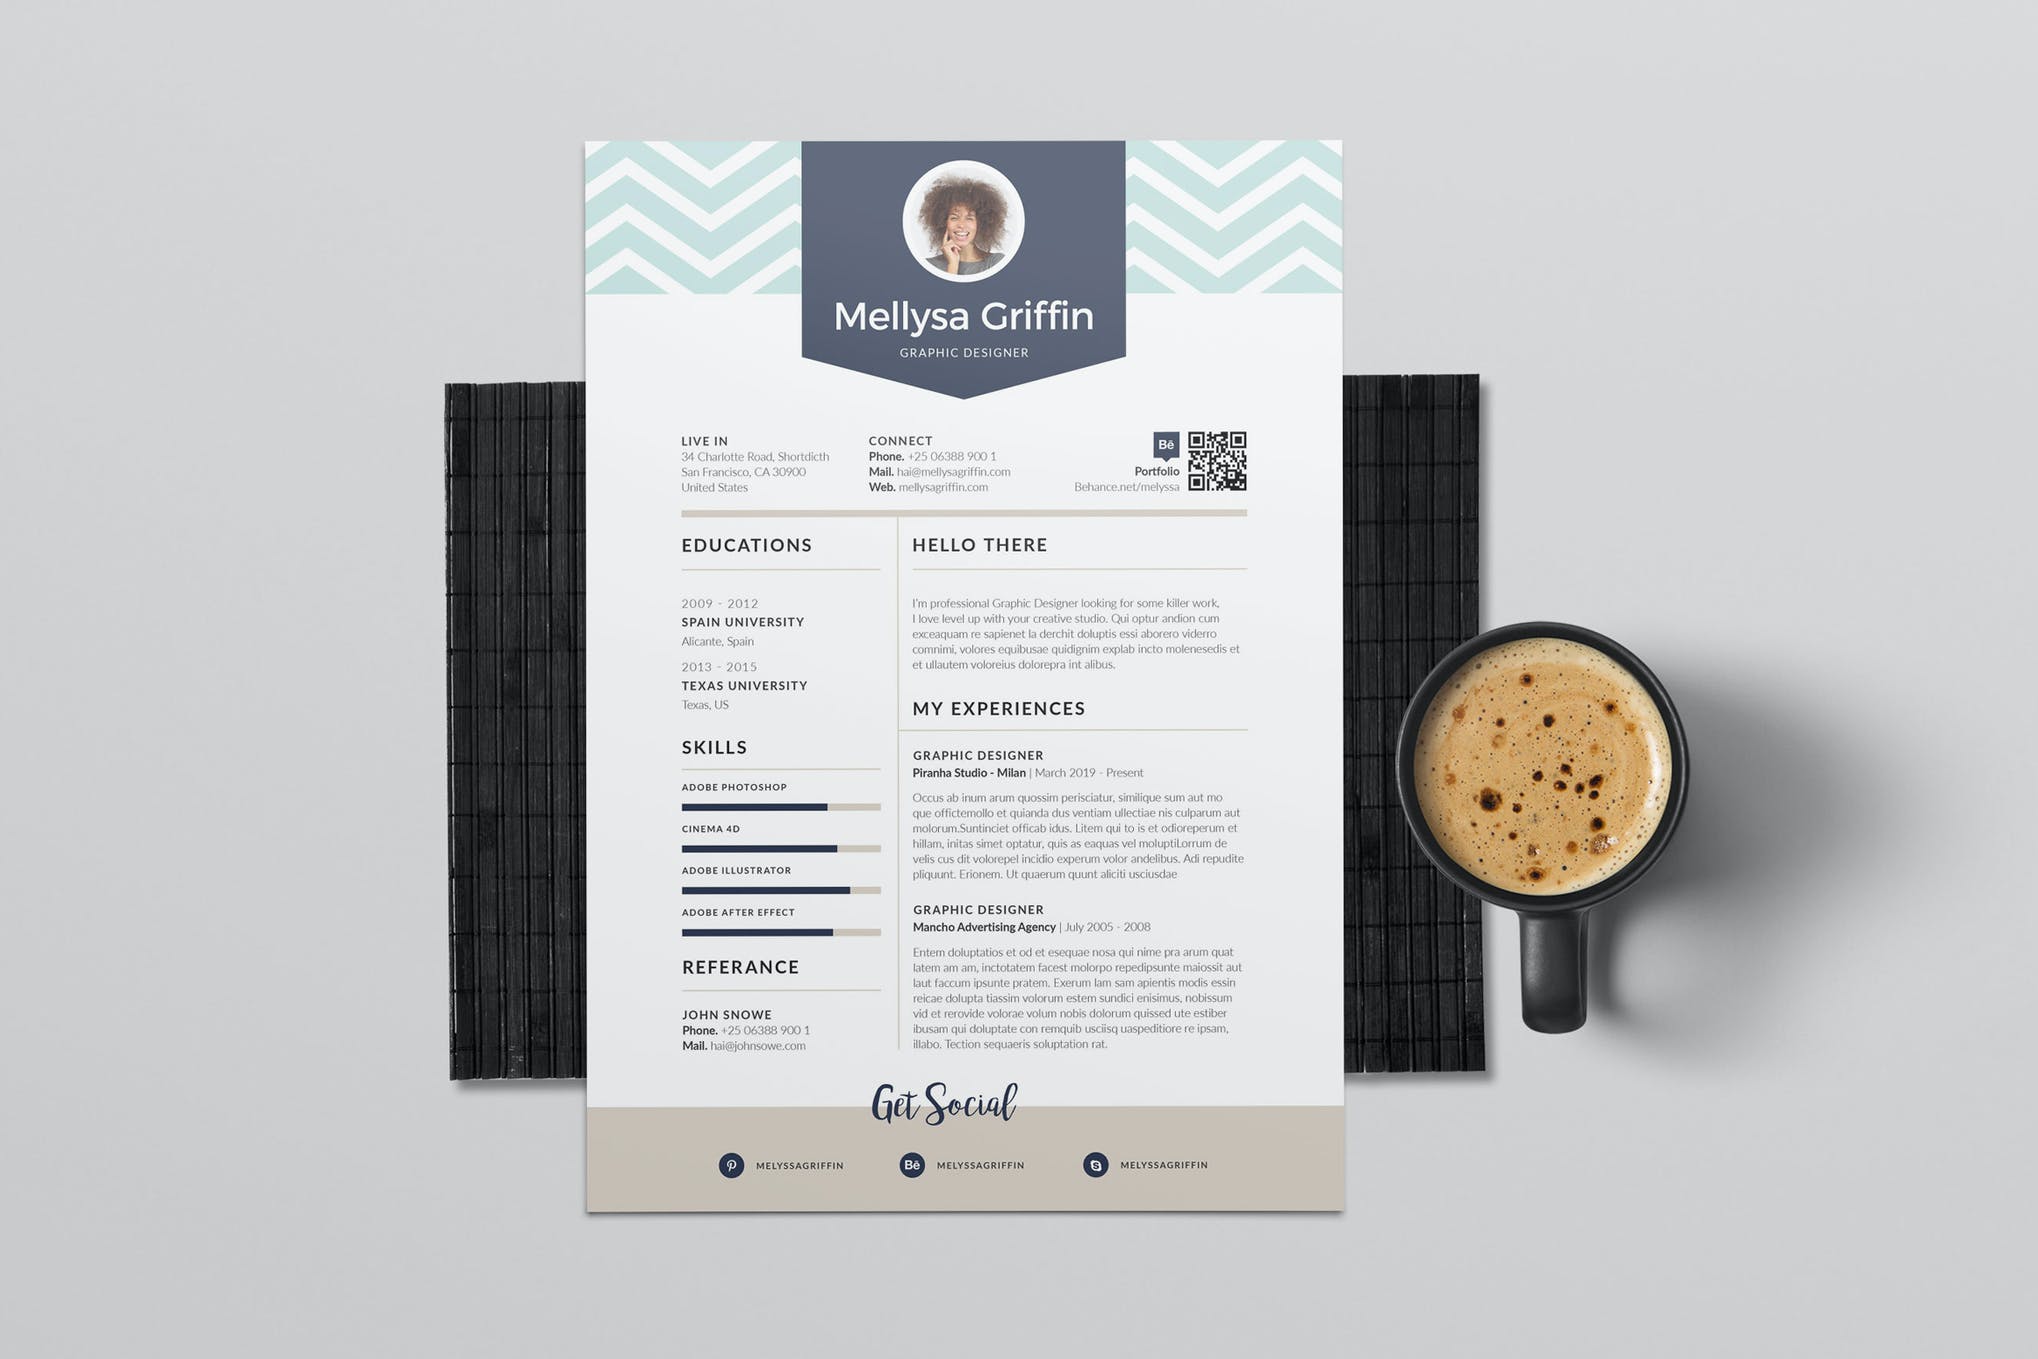 Mellysa Griffin
GRAPHIC DESIGNER
LIVE IN
34 Charlotte Road, Shortdicth
San Francisco, CA 30900
United States
CONNECT
Phone. +25 06388 900 1
Mail. hai@mellysagriffin.com
Web. mellysagriffin.com
Bē
Portfolio
Behance.net/melyssa
EDUCATIONS
2009 - 2012
SPAIN UNIVERSITY
Alicante, Spain
2013 - 2015
TEXAS UNIVERSITY
Texas, US
SKILLS
ADOBE PHOTOSHOP
CINEMA 4D
ADOBE ILLUSTRATOR
ADOBE AFTER EFFECT
REFERANCE
JOHN SNOWE
Phone. +25 06388 900 1
Mail. hai@johnsowe.com
HELLO THERE
I'm professional Graphic Designer looking for some killer work,
I love level up with your creative studio. Qui optur andion cum
exceaquam re sapienet la derchit doluptis essi aborero viderro
comnimi, volores equibusae quidignim explab incto molenesedis et
et ullautem voloreius dolorepra int alibus.
MY EXPERIENCES
GRAPHIC DESIGNER
Piranha Studio - Milan | March 2019 - Present
Occus ab inum arum quossim perisciatur, similique sum aut mo
que offictemollo et quianda dus ventiam ullectiae nis culparum aut
molorum.Suntinciet officab idus. Litem qui to is et odioreperum et
hillam, initas simet optatur, quis as eaquas vel moluptiLorrum de
velis cus dit volorepel incidio experum volor andelibus. Adi repudite
pliquunt. Erionem. Ut quaerum quunt aliciti usciusdae
GRAPHIC DESIGNER
Mancho Advertising Agency | July 2005 - 2008
Entem doluptatios et od et esequae nosa qui nime pra arum quat
latem am am, inctotatem facest molorpo repedipsunte maiossit aut
laut faccum ipsunte pratem. Exerum lam sam apientis modis essin
reicae dolupta tiassim volorum estem sundici enisimus, nobissum
vid et rerovide volorae volum nobis dolorum quissed ute estiber
ibusam qui doluptate con remquib usciisq uaspeditiore re ipsam,
illabo. Tection sequaeris soluptation rat.
Get Social
MELYSSAGRIFFIN
Bē MELYSSAGRIFFIN
MELYSSAGRIFFIN